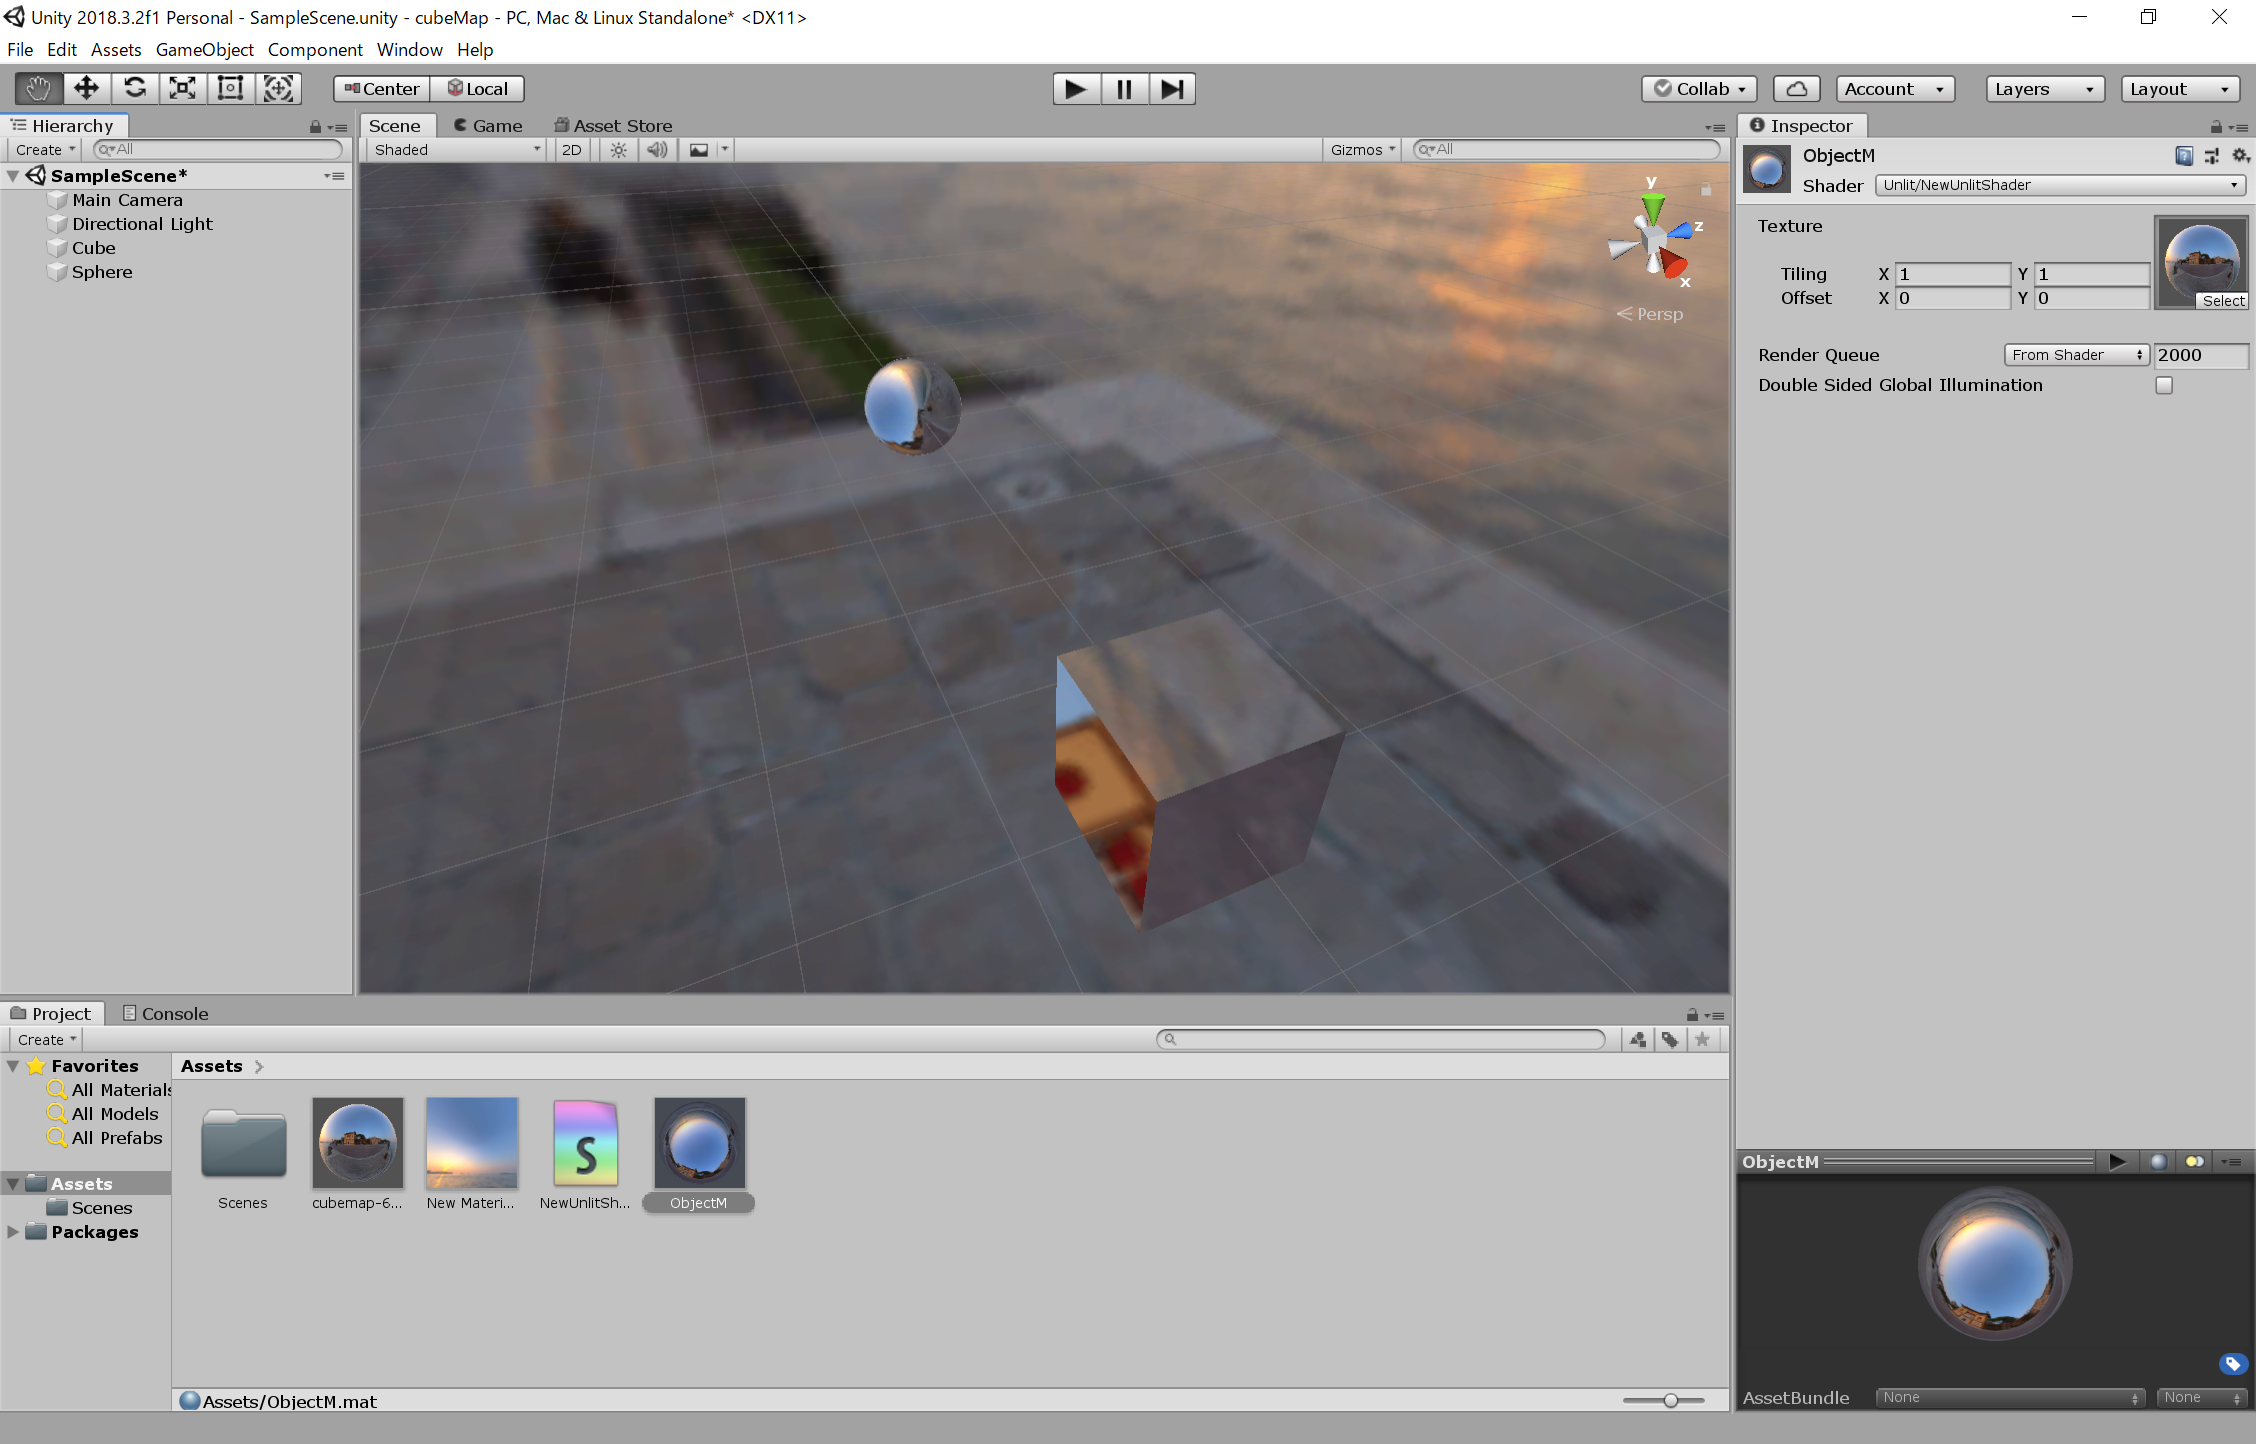 Unity 2018.3.2f1 Personal - SampleScene.unity - cubeMap - PC, Mac & Linux Standalone* <DX11>
File Edit Assets GameObject Component Window Help
Center Local Collab Account Layers Layout
Hierarchy
Create All
SampleScene*
Main Camera
Directional Light
Cube
Sphere
Scene Game Asset Store
Shaded 2D Gizmos All
y
z
x
Persp
Inspector
ObjectM
Shader Unlit/NewUnlitShader
Texture
Tiling X 1 Y 1
Offset X 0 Y 0
Select
Render Queue From Shader 2000
Double Sided Global Illumination
Project Console
Create
Favorites
All Materials
All Models
All Prefabs
Assets
Scenes
Packages
Assets
Scenes cubemap-6... New Materi... NewUnlitSh... ObjectM
S
Assets/ObjectM.mat
ObjectM
AssetBundle None None